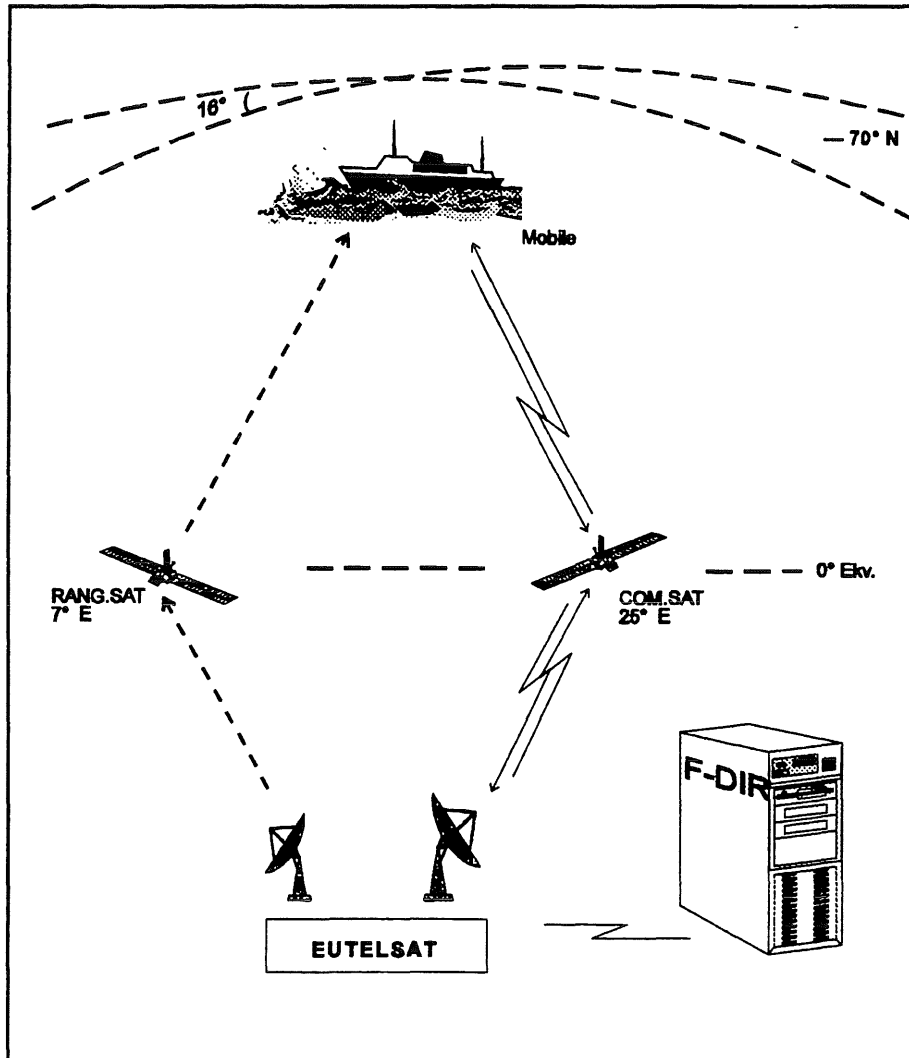 16°
— 70° N
Mobile
RANG.SAT
7° E
0° Ekv.
COM.SAT
25° E
F-DIR
EUTELSAT